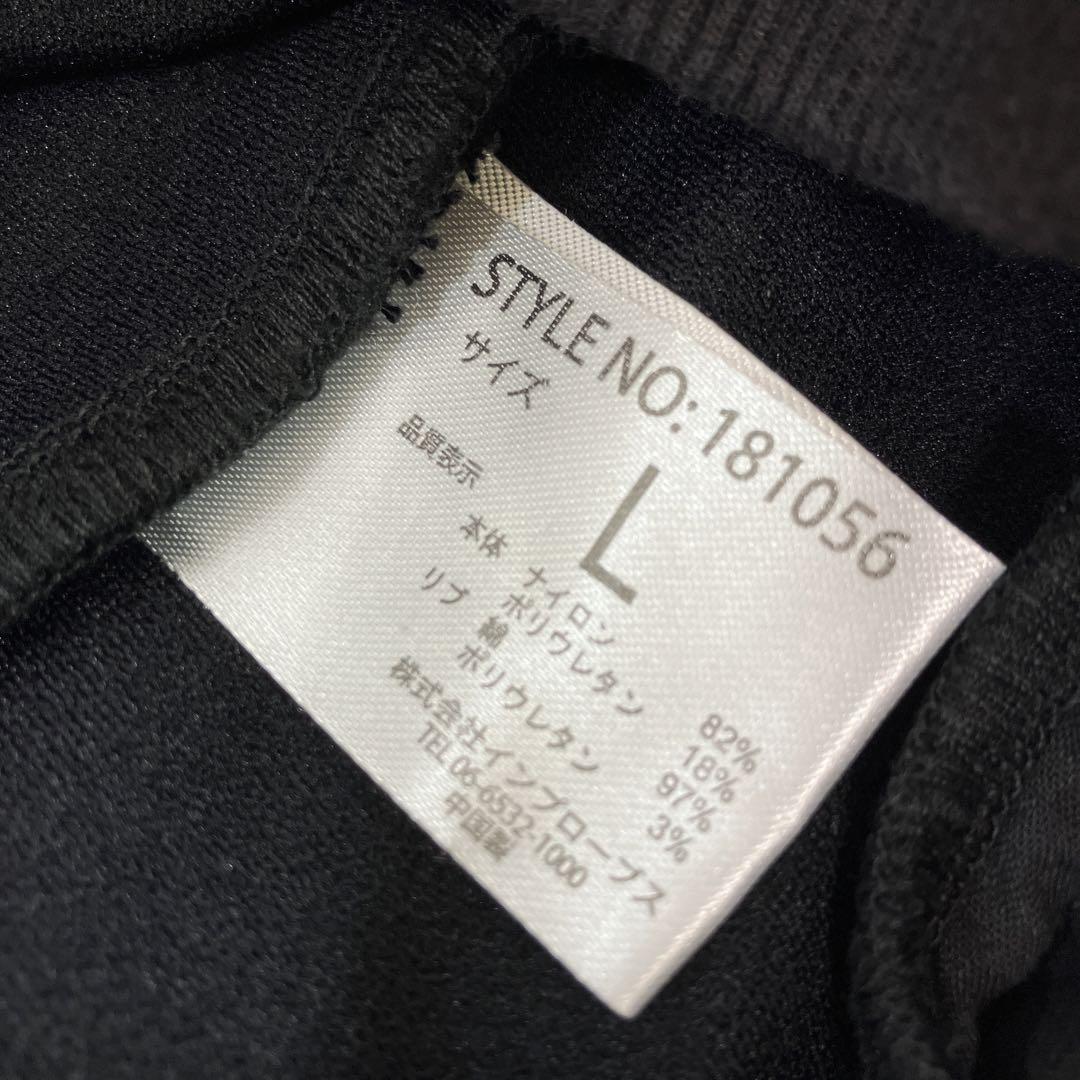 STYLE NO: 181056
サイズ L
品質表示
本体 ナイロン 82%
ポリウレタン 18%
リブ 綿 97%
ポリウレタン 3%
株式会社インプローブス
TEL 06-6532-1000
中国製